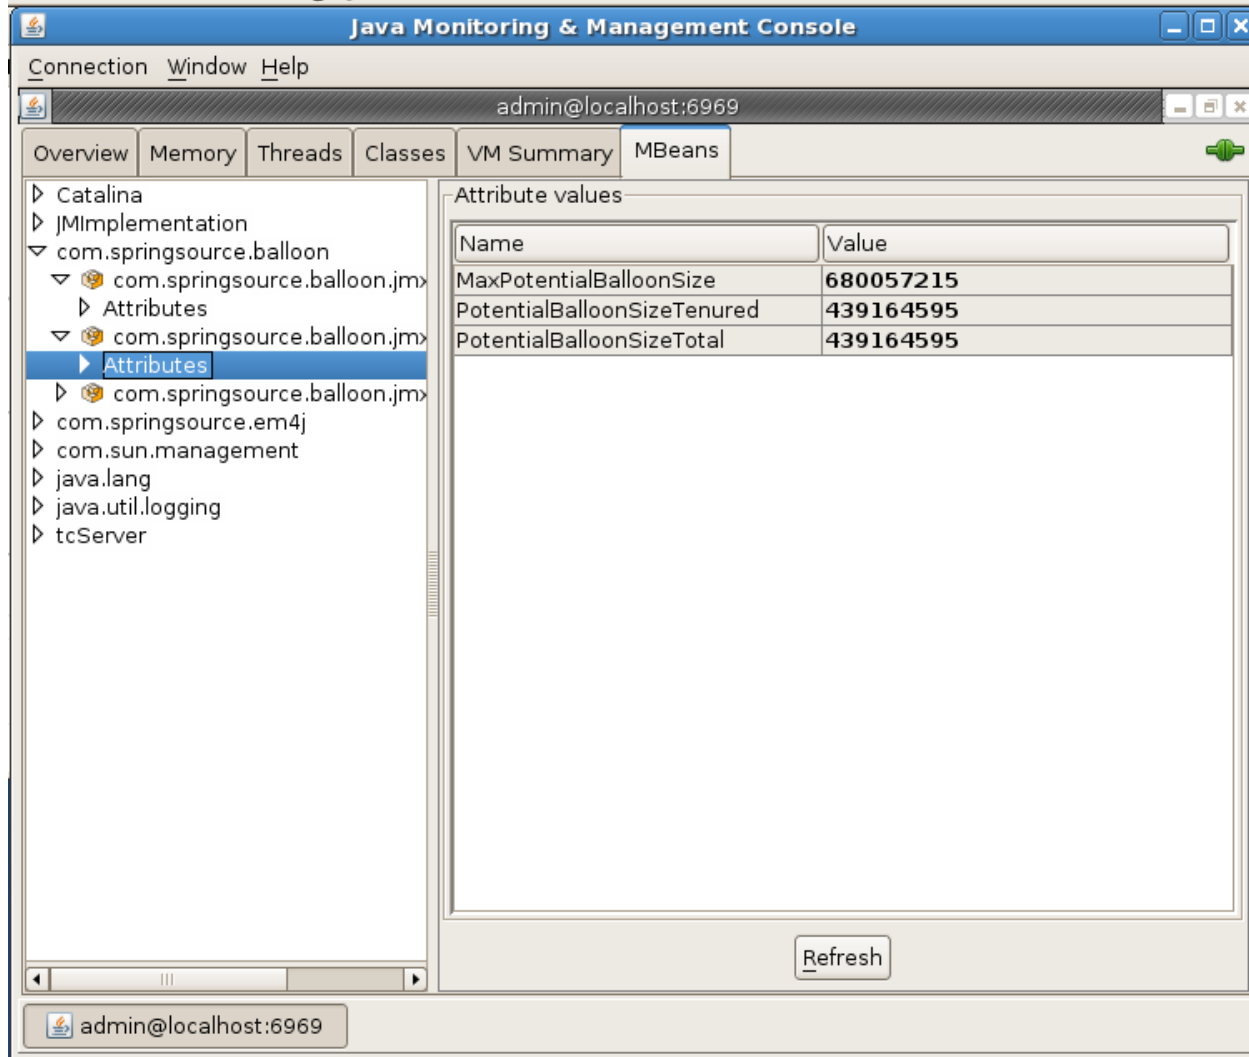 Java Monitoring & Management Console
Connection Window Help
admin@localhost:6969
Overview Memory Threads Classes VM Summary MBeans
Catalina
JMImplementation
com.springsource.balloon
com.springsource.balloon.jmx
Attributes
com.springsource.balloon.jmx
Attributes
com.springsource.balloon.jmx
com.springsource.em4j
com.sun.management
java.lang
java.util.logging
tcServer
Attribute values
Name Value
MaxPotentialBalloonSize 680057215
PotentialBalloonSizeTenured 439164595
PotentialBalloonSizeTotal 439164595
Refresh
admin@localhost:6969